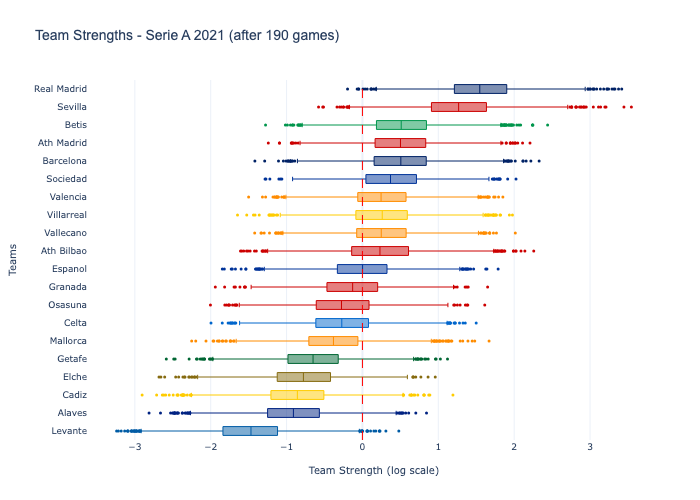 Team Strengths - Serie A 2021 (after 190 games)
Real Madrid
Sevilla
Betis
Ath Madrid
Barcelona
Sociedad
Valencia
Villarreal
Vallecano
Ath Bilbao
Espanol
Granada
Osasuna
Celta
Mallorca
Getafe
Elche
Cadiz
Alaves
Levante
Teams
−3 −2 −1 0 1 2 3
Team Strength (log scale)